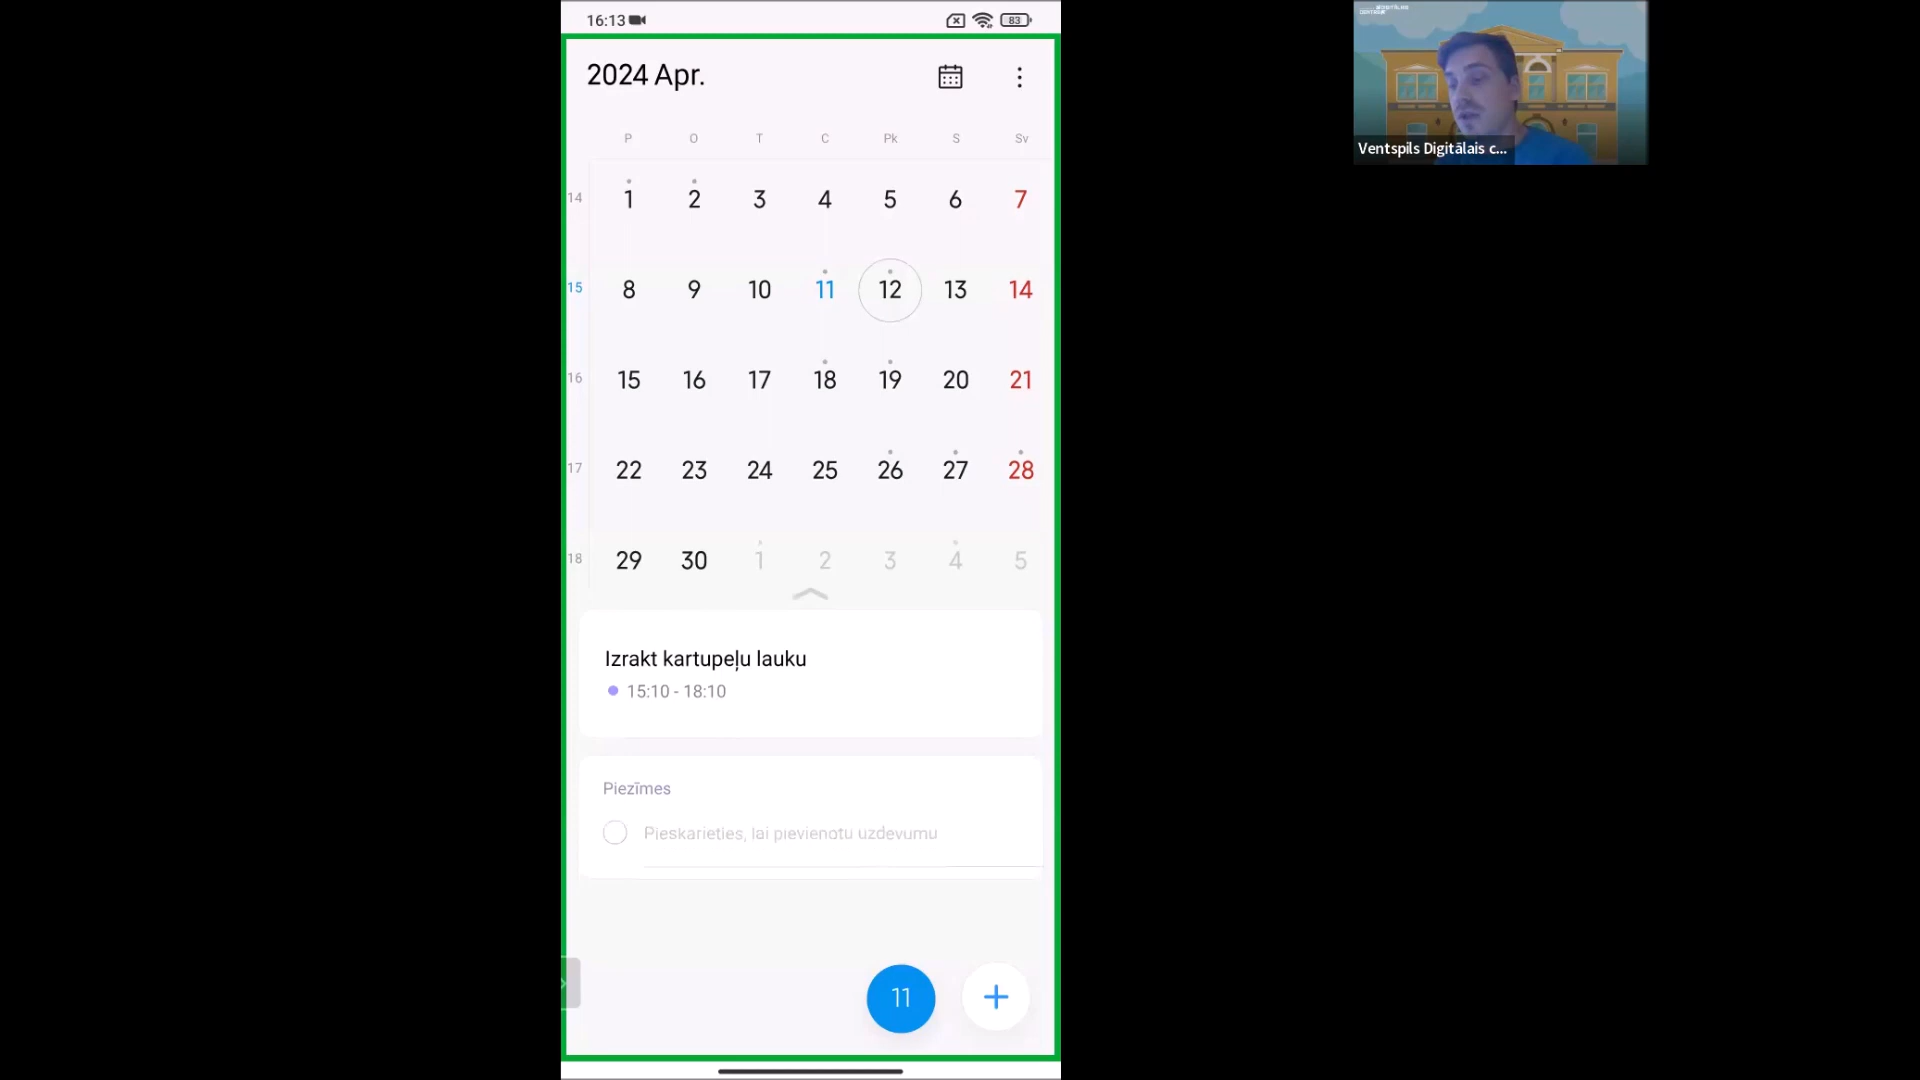 16:13
83
2024 Apr.
P O T C Pk S Sv
14 1 2 3 4 5 6 7
15 8 9 10 11 12 13 14
16 15 16 17 18 19 20 21
17 22 23 24 25 26 27 28
18 29 30 1 2 3 4 5
Izrakt kartupeļu lauku
15:10 - 18:10
Piezīmes
Pieskarieties, lai pievienotu uzdevumu
11
Ventspils Digitālais c...